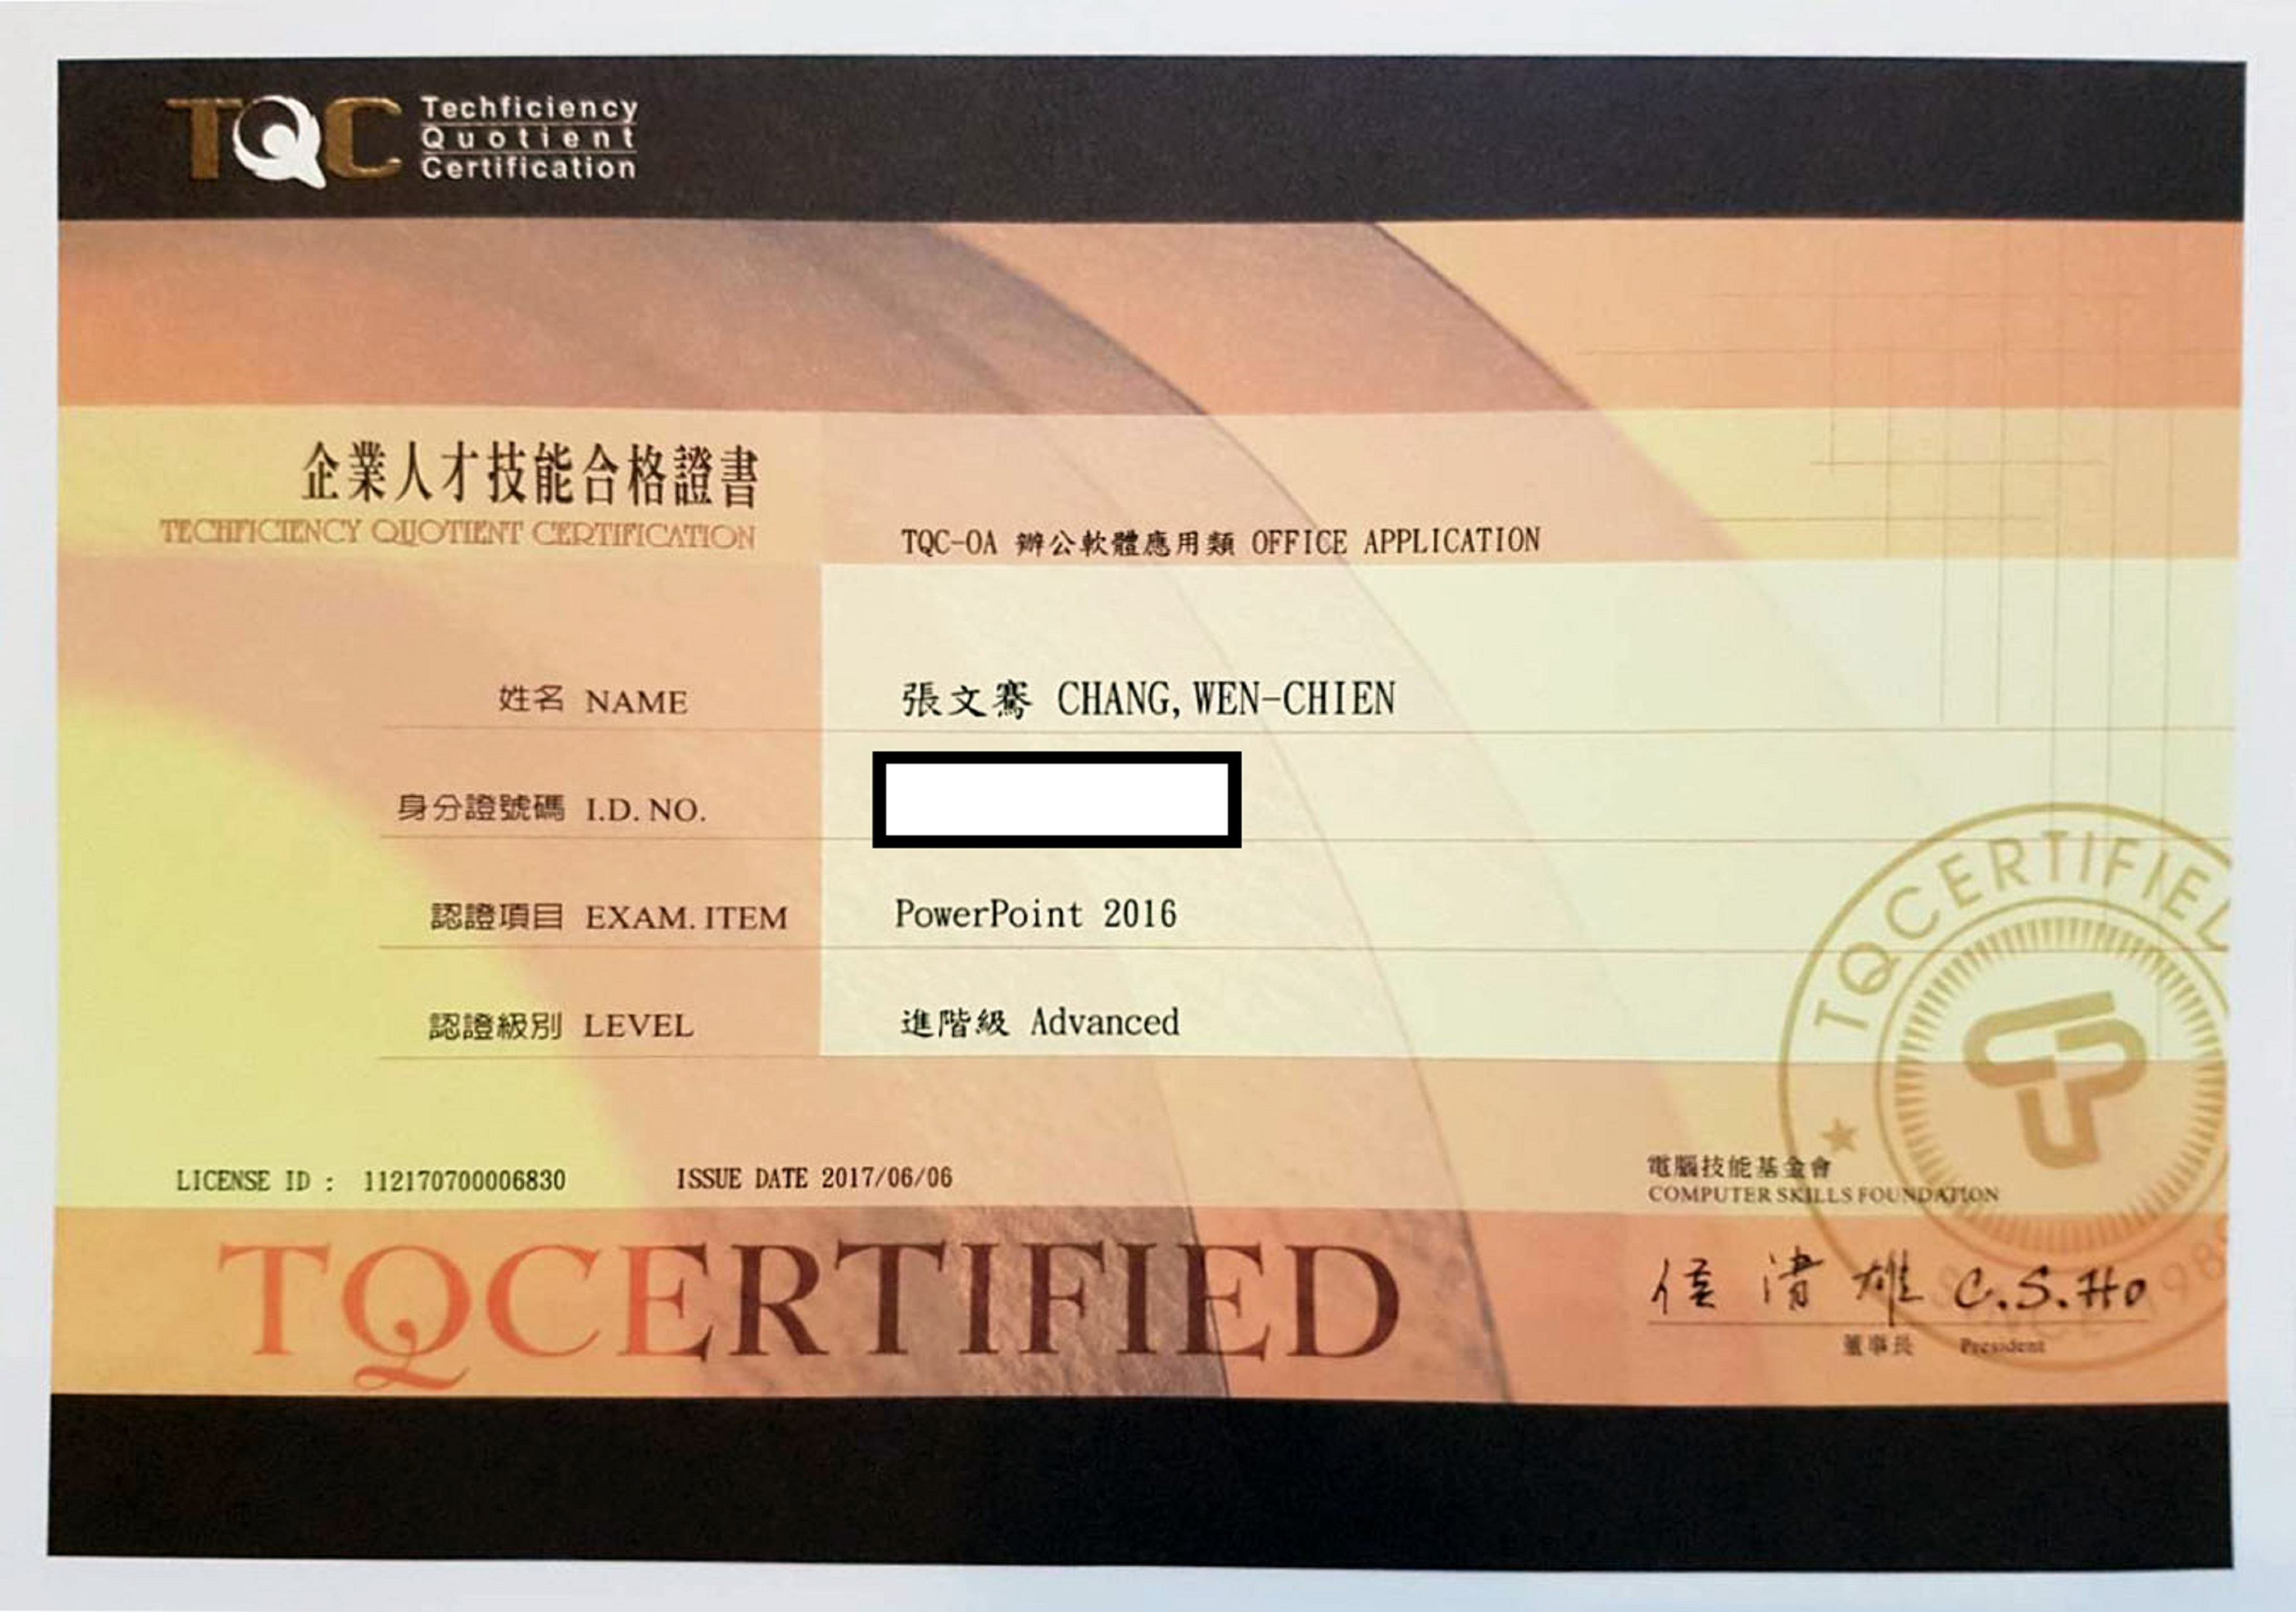 TQC Techficiency
Quotient
Certification
企業人才技能合格證書
TECHFICIENCY QUOTIENT CERTIFICATION
TQC-OA 辦公軟體應用類 OFFICE APPLICATION
姓名 NAME 張文騫 CHANG,WEN-CHIEN
身分證號碼 I.D. NO.
認證項目 EXAM. ITEM PowerPoint 2016
認證級別 LEVEL 進階級 Advanced
LICENSE ID : 112170700006830 ISSUE DATE 2017/06/06
電腦技能基金會
COMPUTER SKILLS FOUNDATION
TQCERTIFIED
TQCERTIFIED
侯清雄 C.S.Ho
董事長 President